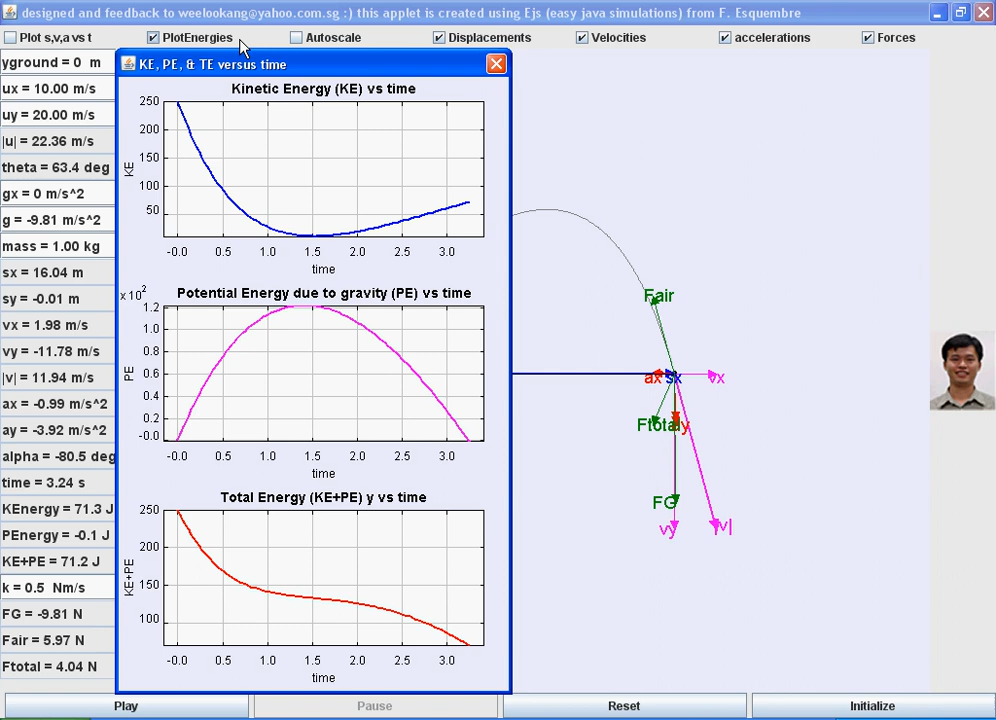 designed and feedback to weelookang@yahoo.com.sg :) this applet is created using Ejs (easy java simulations) from F. Esquembre
Plot s,v,a vs t PlotEnergies Autoscale Displacements Velocities accelerations Forces
yground = 0 m
ux = 10.00 m/s
uy = 20.00 m/s
|u| = 22.36 m/s
theta = 63.4 deg
gx = 0 m/s^2
g = -9.81 m/s^2
mass = 1.00 kg
sx = 16.04 m
sy = -0.01 m
vx = 1.98 m/s
vy = -11.78 m/s
|v| = 11.94 m/s
ax = -0.99 m/s^2
ay = -3.92 m/s^2
alpha = -80.5 deg
time = 3.24 s
KEnergy = 71.3 J
PEnergy = -0.1 J
KE+PE = 71.2 J
k = 0.5 Nm/s
FG = -9.81 N
Fair = 5.97 N
Ftotal = 4.04 N
KE, PE, & TE versus time
Kinetic Energy (KE) vs time
250
200
150
100
50
KE
-0.0 0.5 1.0 1.5 2.0 2.5 3.0
time
x 10²
Potential Energy due to gravity (PE) vs time
1.2
1.0
0.8
0.6
0.4
0.2
-0.0
PE
-0.0 0.5 1.0 1.5 2.0 2.5 3.0
time
Total Energy (KE+PE) y vs time
250
200
150
100
KE+PE
-0.0 0.5 1.0 1.5 2.0 2.5 3.0
time
Fair
ax sx vx
Ftotal
FG
vy |v|
Play Pause Reset Initialize